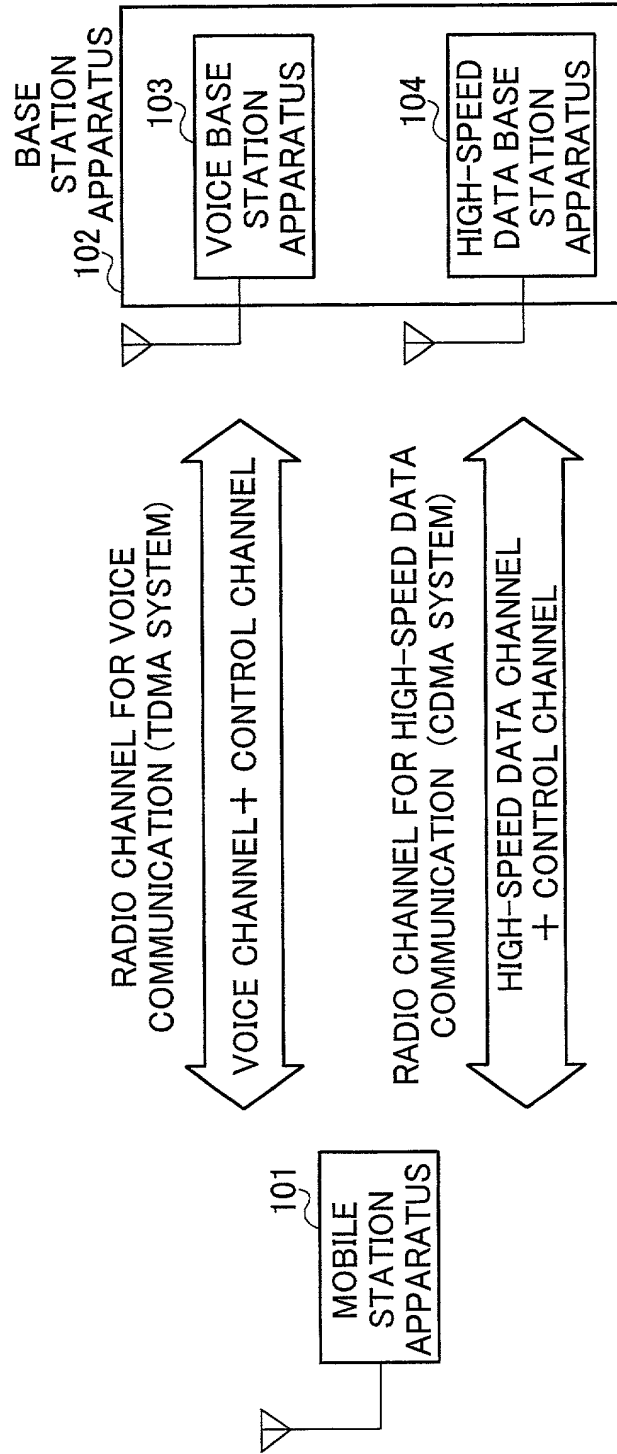 BASE
STATION
APPARATUS
102
103
VOICE BASE
STATION
APPARATUS
104
HIGH-SPEED
DATA BASE
STATION
APPARATUS
RADIO CHANNEL FOR VOICE
COMMUNICATION (TDMA SYSTEM)
VOICE CHANNEL+ CONTROL CHANNEL
RADIO CHANNEL FOR HIGH-SPEED DATA
COMMUNICATION (CDMA SYSTEM)
HIGH-SPEED DATA CHANNEL
+ CONTROL CHANNEL
101
MOBILE
STATION
APPARATUS